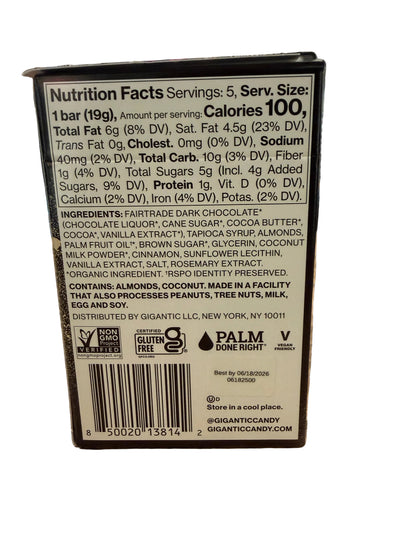 Nutrition Facts Servings: 5, Serv. Size:
1 bar (19g), Amount per serving: Calories 100,
Total Fat 6g (8% DV), Sat. Fat 4.5g (23% DV),
Trans Fat 0g, Cholest. 0mg (0% DV), Sodium
40mg (2% DV), Total Carb. 10g (3% DV), Fiber
1g (4% DV), Total Sugars 5g (Incl. 4g Added
Sugars, 9% DV), Protein 1g, Vit. D (0% DV),
Calcium (2% DV), Iron (4% DV), Potas. (2% DV).
INGREDIENTS: FAIRTRADE DARK CHOCOLATE*
(CHOCOLATE LIQUOR*, CANE SUGAR*, COCOA BUTTER*,
COCOA*, VANILLA EXTRACT*), TAPIOCA SYRUP, ALMONDS,
PALM FRUIT OIL†*, BROWN SUGAR*, GLYCERIN, COCONUT
MILK POWDER*, CINNAMON, SUNFLOWER LECITHIN,
VANILLA EXTRACT, SALT, ROSEMARY EXTRACT*.
*ORGANIC INGREDIENT. †RSPO IDENTITY PRESERVED.
CONTAINS: ALMONDS, COCONUT. MADE IN A FACILITY
THAT ALSO PROCESSES PEANUTS, TREE NUTS, MILK,
EGG AND SOY.
DISTRIBUTED BY GIGANTIC LLC, NEW YORK, NY 10011
NON
GMO
Project
VERIFIED
nongmoproject.org
CERTIFIED
GLUTEN
FREE
PALM
DONE RIGHT
V
VEGAN
FRIENDLY
Best by 06/18/2026
06182500
U D
Store in a cool place.
@GIGANTICCANDY
GIGANTICCANDY.COM
8 50020 13814 2